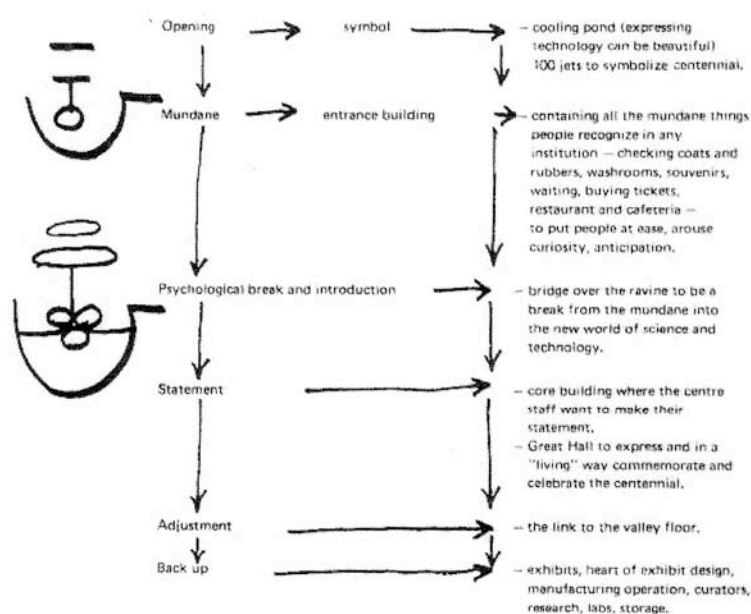 Opening symbol – cooling pond (expressing
technology can be beautiful)
100 jets to symbolize centennial.
Mundane entrance building – containing all the mundane things
people recognize in any
institution – checking coats and
rubbers, washrooms, souvenirs,
waiting, buying tickets,
restaurant and cafeteria –
to put people at ease, arouse
curiosity, anticipation.
Psychological break and introduction – bridge over the ravine to be a
break from the mundane into
the new world of science and
technology.
Statement – core building where the centre
staff want to make their
statement.
– Great Hall to express and in a
"living" way commemorate and
celebrate the centennial.
Adjustment – the link to the valley floor.
Back up – exhibits, heart of exhibit design,
manufacturing operation, curators,
research, labs, storage.